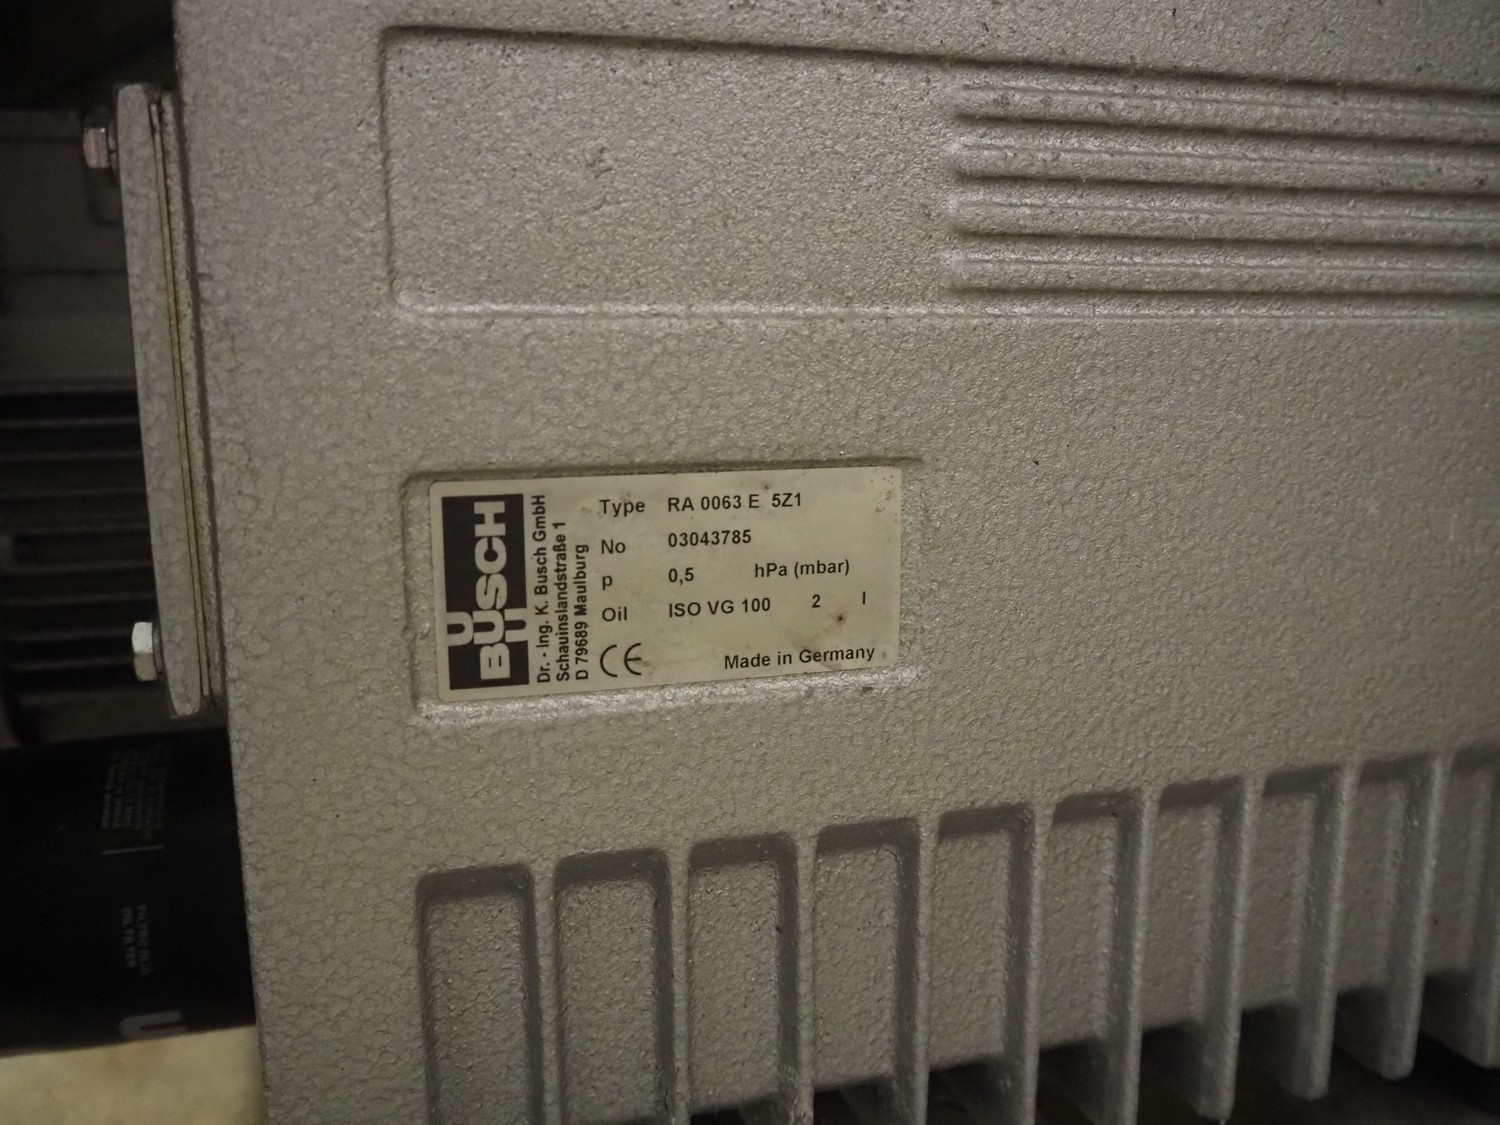 BUSCH
Dr. - Ing. K. Busch GmbH
Schauinslandstraße 1
D 79689 Maulburg
Type RA 0063 E 5Z1
No 03043785
p 0,5 hPa (mbar)
Oil ISO VG 100 2 l
CE Made in Germany